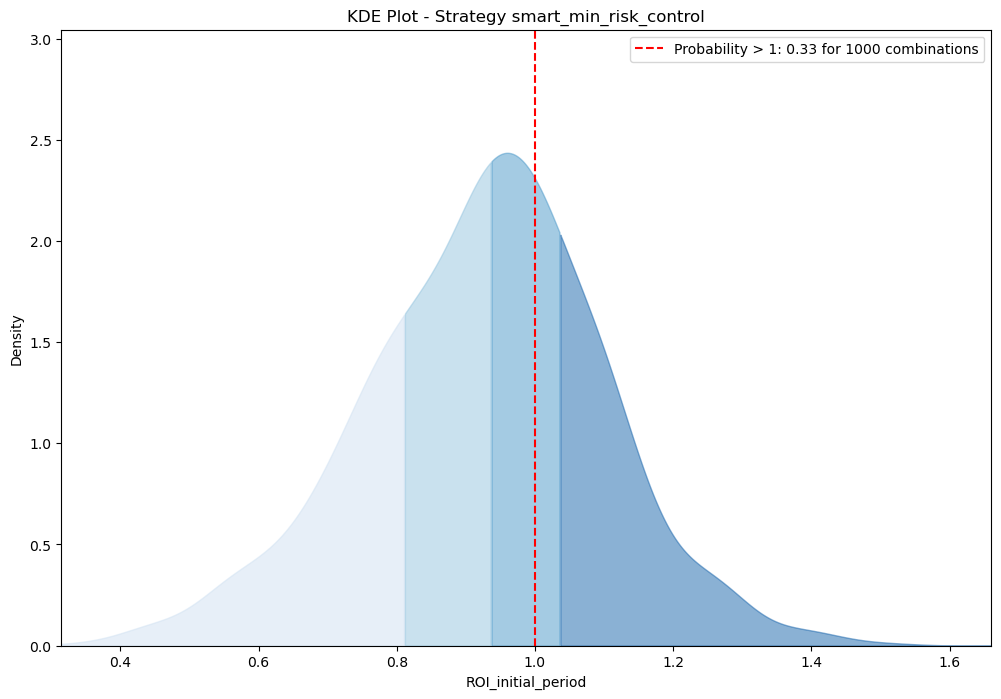 KDE Plot - Strategy smart_min_risk_control
Probability > 1: 0.33 for 1000 combinations
3.0
2.5
2.0
1.5
1.0
0.5
0.0
Density
0.4 0.6 0.8 1.0 1.2 1.4 1.6
ROI_initial_period